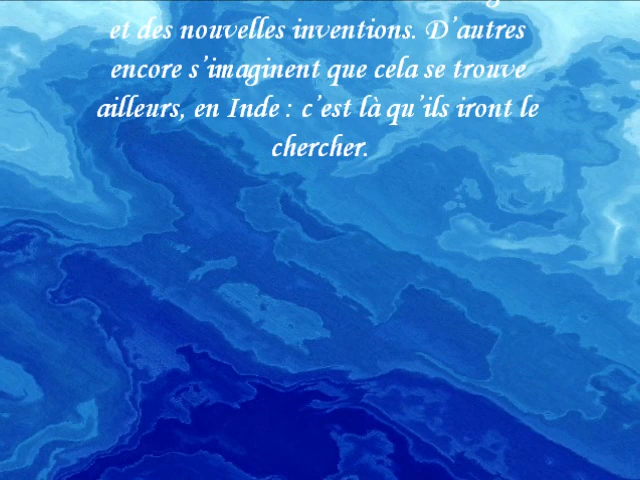 et des nouvelles inventions. D’autres
encore s’imaginent que cela se trouve
ailleurs, en Inde : c’est là qu’ils iront le
chercher.